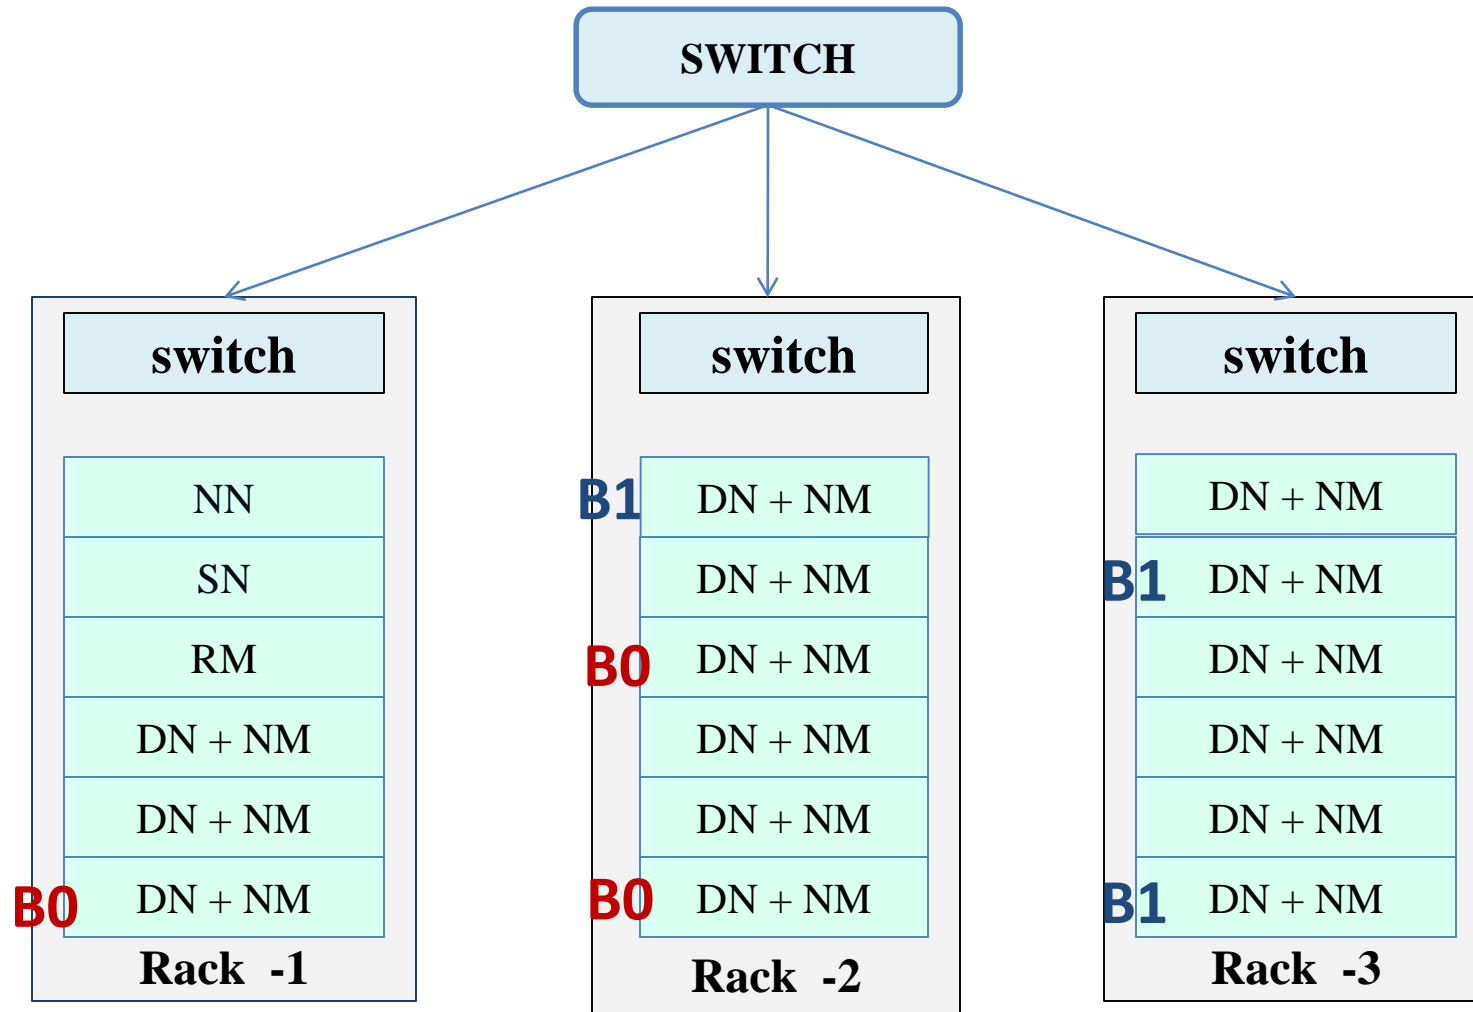 SWITCH
switch
NN
SN
RM
DN + NM
DN + NM
B0 DN + NM
Rack -1
switch
B1 DN + NM
DN + NM
B0 DN + NM
DN + NM
DN + NM
B0 DN + NM
Rack -2
switch
DN + NM
B1 DN + NM
DN + NM
DN + NM
DN + NM
B1 DN + NM
Rack -3